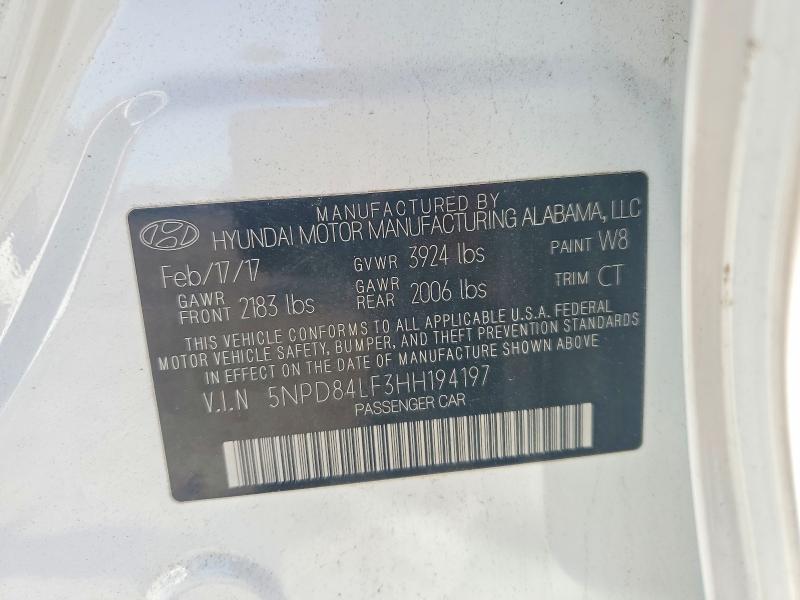 MANUFACTURED BY
HYUNDAI MOTOR MANUFACTURING ALABAMA, LLC
Feb/17/17 GVWR 3924 lbs PAINT W8
GAWR FRONT 2183 lbs GAWR REAR 2006 lbs TRIM CT
THIS VEHICLE CONFORMS TO ALL APPLICABLE U.S.A. FEDERAL
MOTOR VEHICLE SAFETY, BUMPER, AND THEFT PREVENTION STANDARDS
IN EFFECT ON THE DATE OF MANUFACTURE SHOWN ABOVE
V.I.N 5NPD84LF3HH194197
PASSENGER CAR